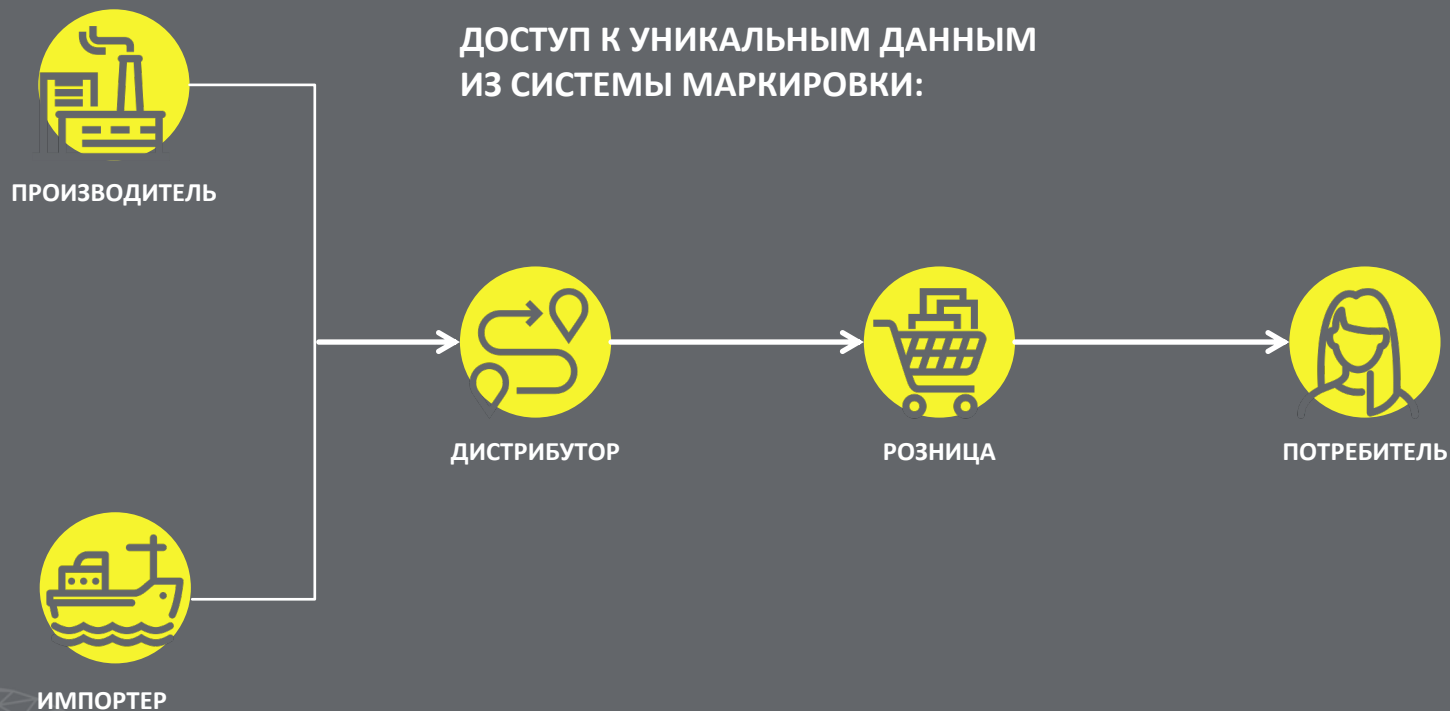 ДОСТУП К УНИКАЛЬНЫМ ДАННЫМ
ИЗ СИСТЕМЫ МАРКИРОВКИ:
ПРОИЗВОДИТЕЛЬ
ДИСТРИБУТОР
РОЗНИЦА
ПОТРЕБИТЕЛЬ
ИМПОРТЕР